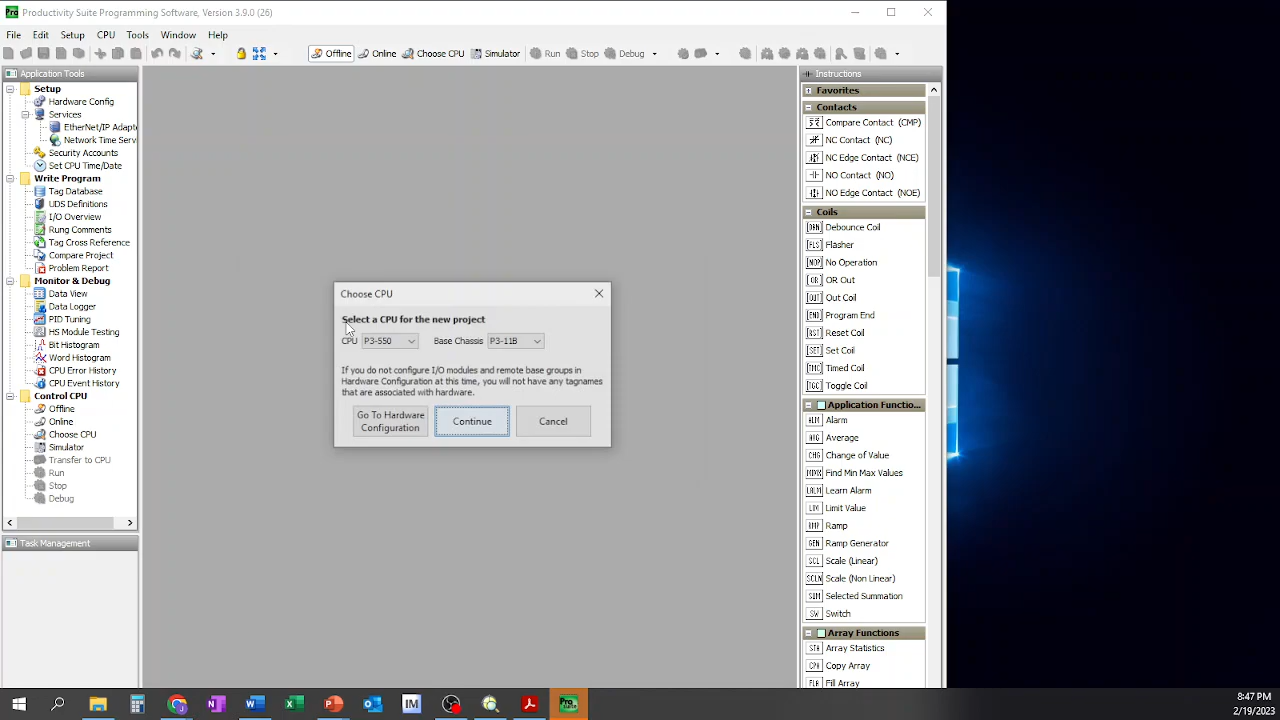 Productivity Suite Programming Software, Version 3.9.0 (26)
File Edit Setup CPU Tools Window Help
Offline Online Choose CPU Simulator Run Stop Debug
Application Tools
Setup
Hardware Config
Services
EtherNet/IP Adapt
Network Time Serv
Security Accounts
Set CPU Time/Date
Write Program
Tag Database
UDS Definitions
I/O Overview
Rung Comments
Tag Cross Reference
Compare Project
Problem Report
Monitor & Debug
Data View
Data Logger
PID Tuning
HS Module Testing
Bit Histogram
Word Histogram
CPU Error History
CPU Event History
Control CPU
Offline
Online
Choose CPU
Simulator
Transfer to CPU
Run
Stop
Debug
Task Management
Choose CPU
Select a CPU for the new project
CPU P3-550 Base Chassis P3-11B
If you do not configure I/O modules and remote base groups in
Hardware Configuration at this time, you will not have any tagnames
that are associated with hardware.
Go To Hardware
Configuration
Continue
Cancel
Instructions
Favorites
Contacts
Compare Contact (CMP)
NC Contact (NC)
NC Edge Contact (NCE)
NO Contact (NO)
NO Edge Contact (NOE)
Coils
Debounce Coil
Flasher
No Operation
OR Out
Out Coil
Program End
Reset Coil
Set Coil
Timed Coil
Toggle Coil
Application Functio...
Alarm
Average
Change of Value
Find Min Max Values
Learn Alarm
Limit Value
Ramp
Ramp Generator
Scale (Linear)
Scale (Non Linear)
Selected Summation
Switch
Array Functions
Array Statistics
Copy Array
Fill Array
8:47 PM
2/19/2023